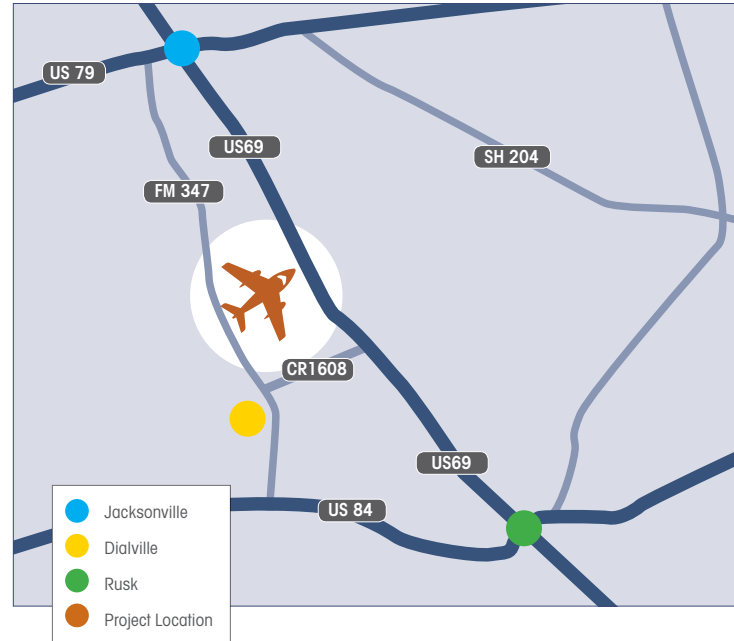 US 79
US69
SH 204
FM 347
CR1608
US69
US 84
Jacksonville
Dialville
Rusk
Project Location